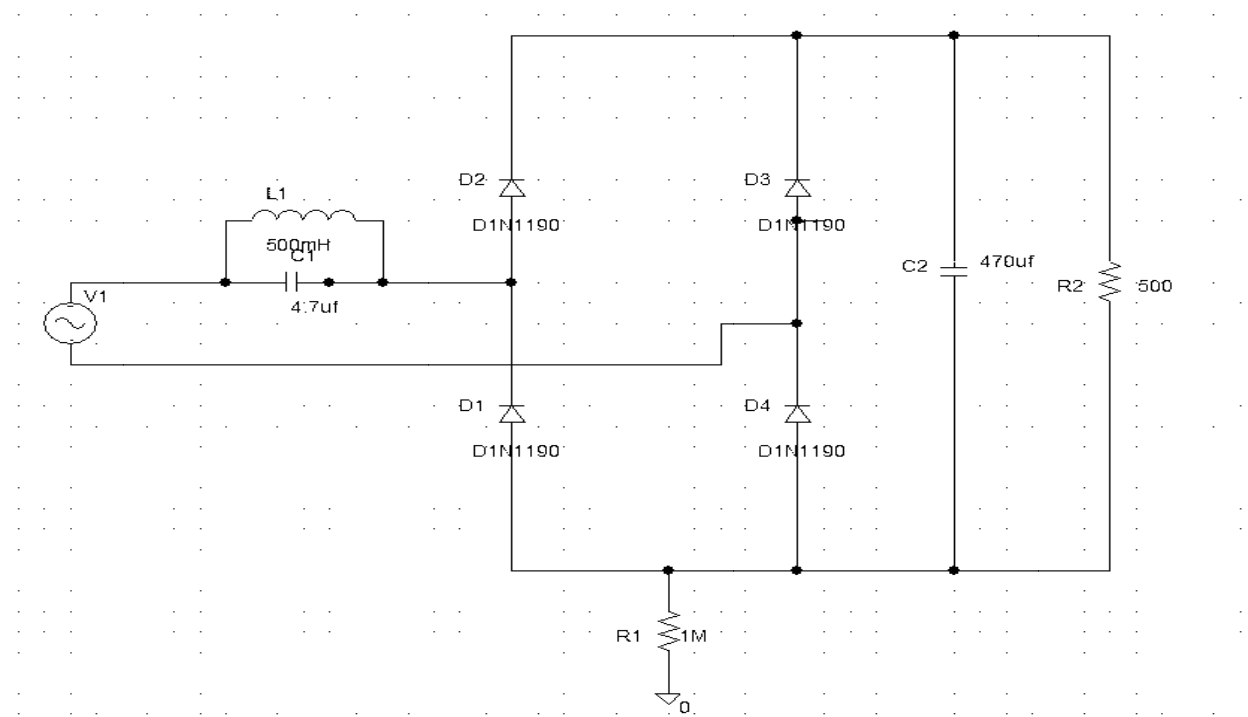 D2
D3
L1
D1N1190
D1N1190
500mH
C1
C2
470uf
R2
500
V1
4.7uf
D1
D4
D1N1190
D1N1190
R1
1M
0